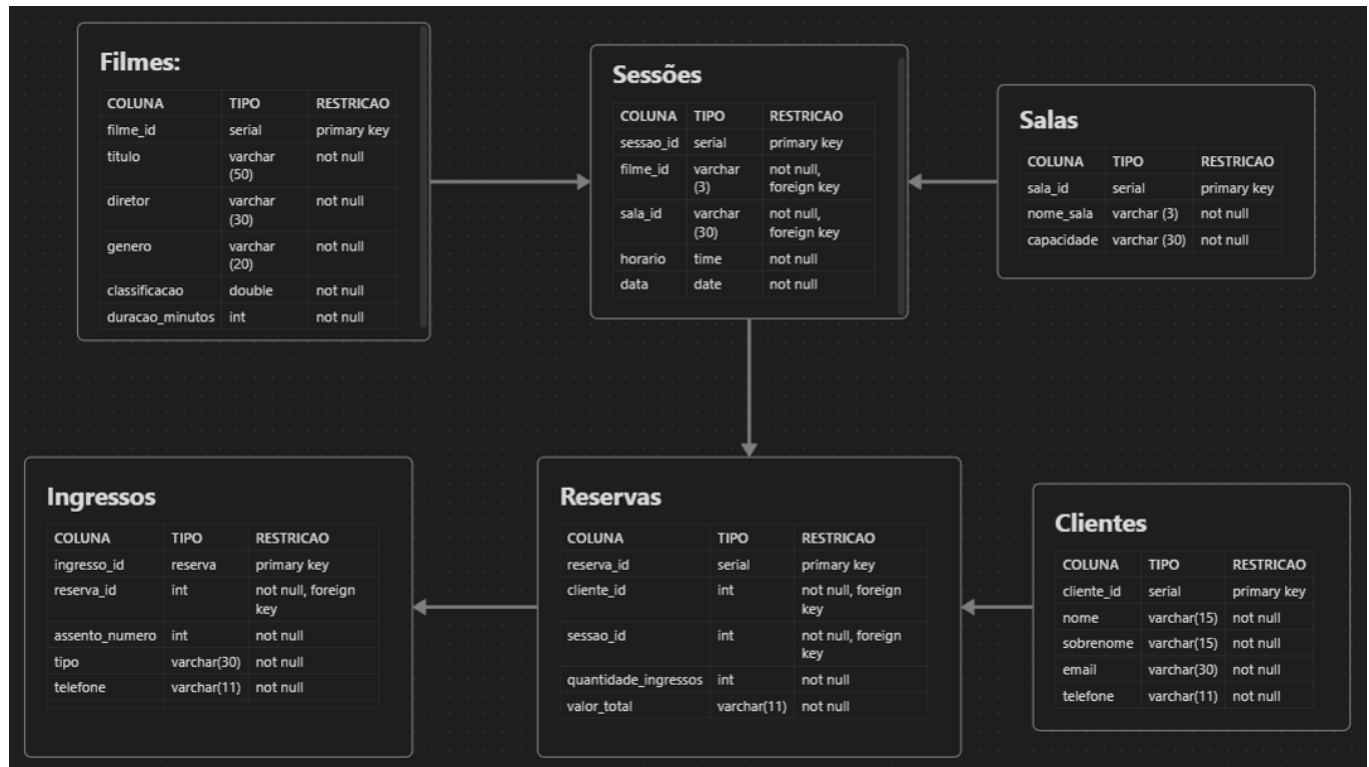 Filmes:
COLUNA TIPO RESTRICAO
filme_id serial primary key
titulo varchar
(50) not null
diretor varchar
(30) not null
genero varchar
(20) not null
classificacao double not null
duracao_minutos int not null
Sessões
COLUNA TIPO RESTRICAO
sessao_id serial primary key
filme_id varchar
(3) not null,
foreign key
sala_id varchar
(30) not null,
foreign key
horario time not null
data date not null
Salas
COLUNA TIPO RESTRICAO
sala_id serial primary key
nome_sala varchar (3) not null
capacidade varchar (30) not null
Ingressos
COLUNA TIPO RESTRICAO
ingresso_id reserva primary key
reserva_id int not null, foreign
key
assento_numero int not null
tipo varchar(30) not null
telefone varchar(11) not null
Reservas
COLUNA TIPO RESTRICAO
reserva_id serial primary key
cliente_id int not null, foreign
key
sessao_id int not null, foreign
key
quantidade_ingressos int not null
valor_total varchar(11) not null
Clientes
COLUNA TIPO RESTRICAO
cliente_id serial primary key
nome varchar(15) not null
sobrenome varchar(15) not null
email varchar(30) not null
telefone varchar(11) not null